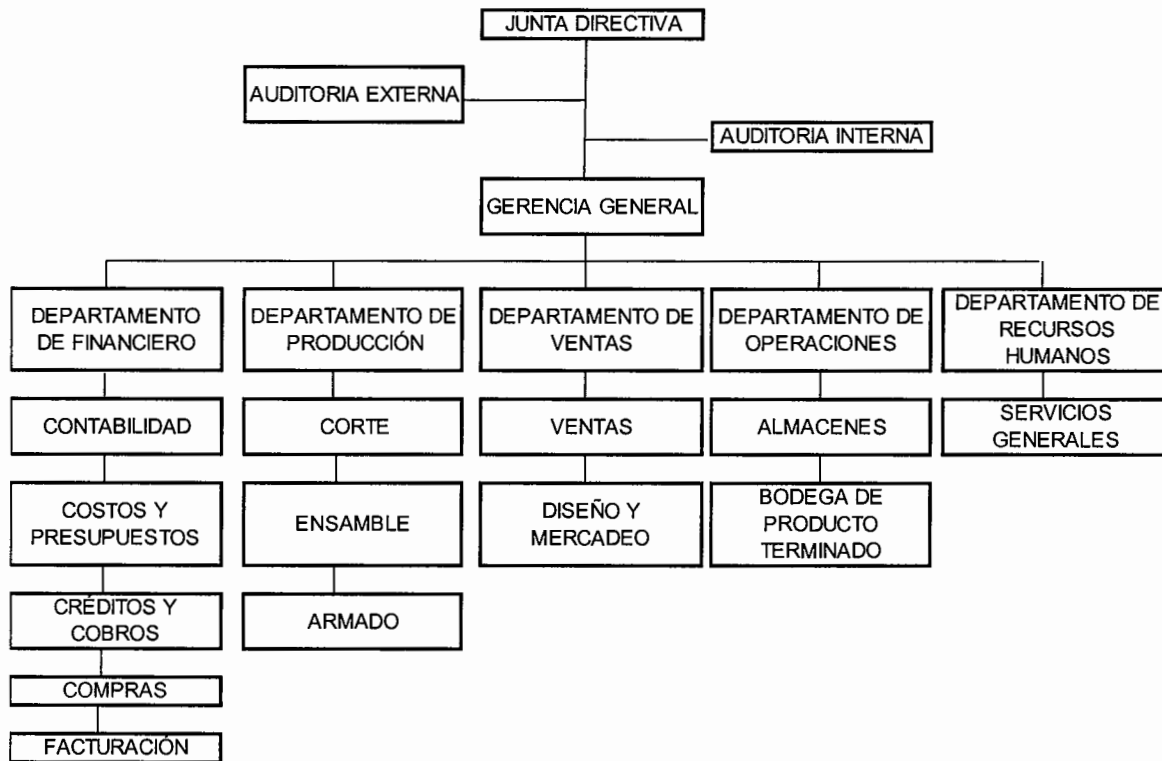 JUNTA DIRECTIVA
AUDITORIA EXTERNA
AUDITORIA INTERNA
GERENCIA GENERAL
DEPARTAMENTO
DE FINANCIERO
DEPARTAMENTO DE
PRODUCCIÓN
DEPARTAMENTO DE
VENTAS
DEPARTAMENTO DE
OPERACIONES
DEPARTAMENTO DE
RECURSOS
HUMANOS
CONTABILIDAD
CORTE
VENTAS
ALMACENES
SERVICIOS
GENERALES
COSTOS Y
PRESUPUESTOS
ENSAMBLE
DISEÑO Y
MERCADEO
BODEGA DE
PRODUCTO
TERMINADO
CRÉDITOS Y
COBROS
ARMADO
COMPRAS
FACTURACIÓN